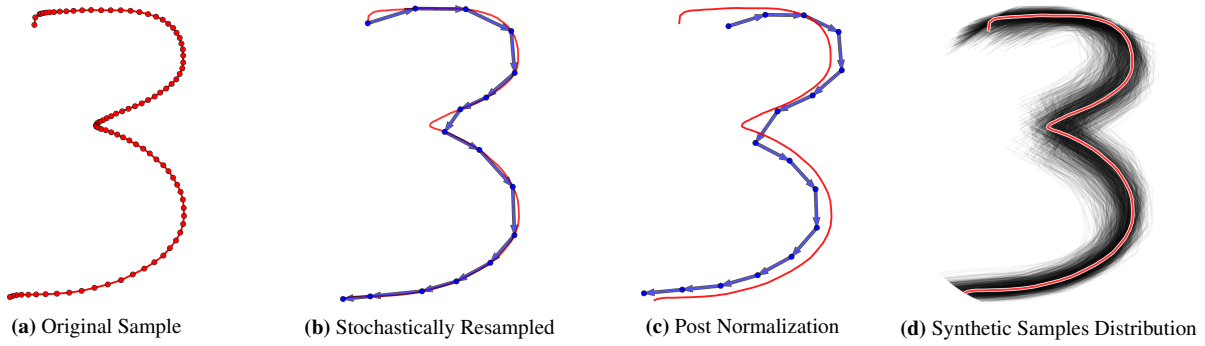 (a) Original Sample
(b) Stochastically Resampled
(c) Post Normalization
(d) Synthetic Samples Distribution